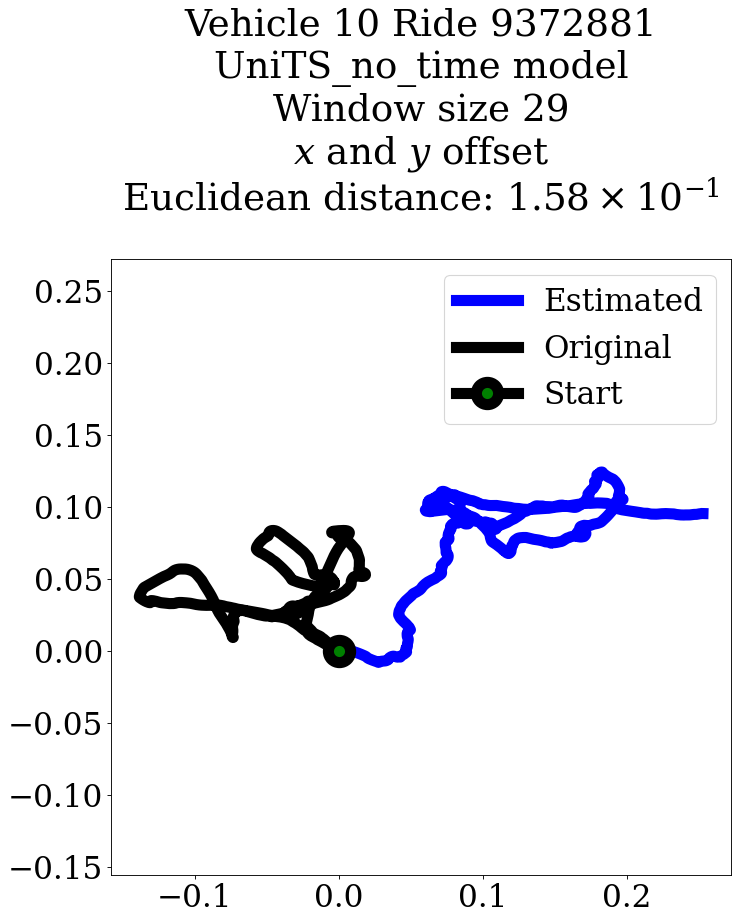 Vehicle 10 Ride 9372881
UniTS_no_time model
Window size 29
x and y offset
Euclidean distance: 1.58 × 10⁻¹
Estimated
Original
Start
0.25
0.20
0.15
0.10
0.05
0.00
−0.05
−0.10
−0.15
−0.1 0.0 0.1 0.2